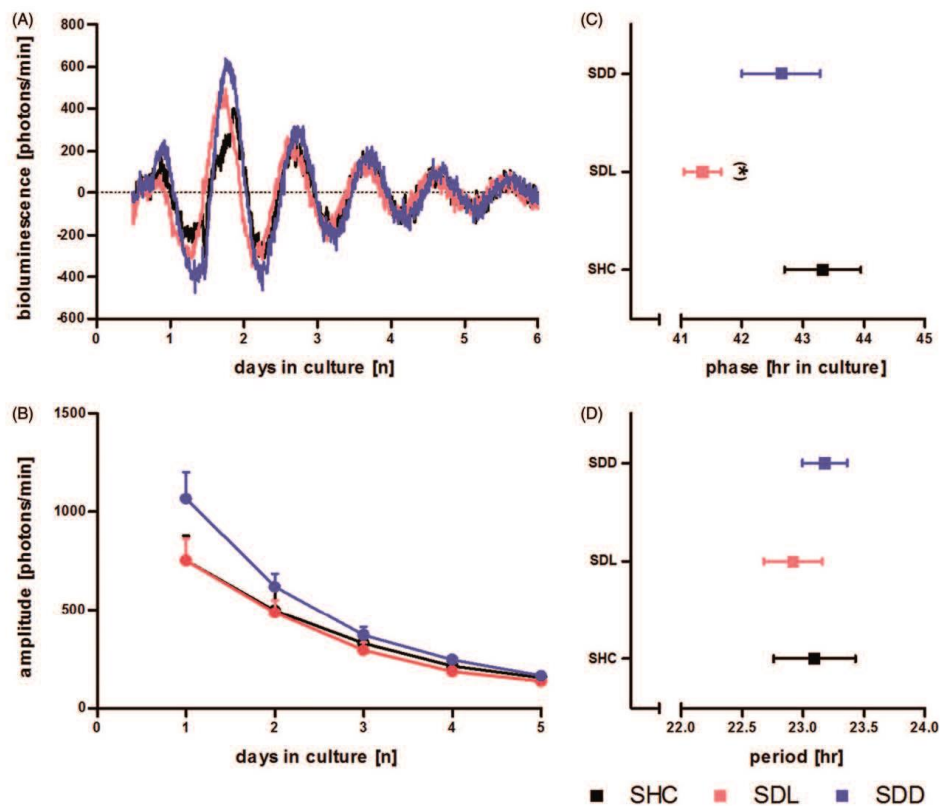 (A)
800
600
400
200
0
-200
-400
-600
bioluminescence [photons/min]
0 1 2 3 4 5 6
days in culture [n]
(C)
SDD
SDL
(*)
SHC
41 42 43 44 45
phase [hr in culture]
(B)
1500
1000
500
0
amplitude [photons/min]
0 1 2 3 4 5
days in culture [n]
(D)
SDD
SDL
SHC
22.0 22.5 23.0 23.5 24.0
period [hr]
SHC SDL SDD